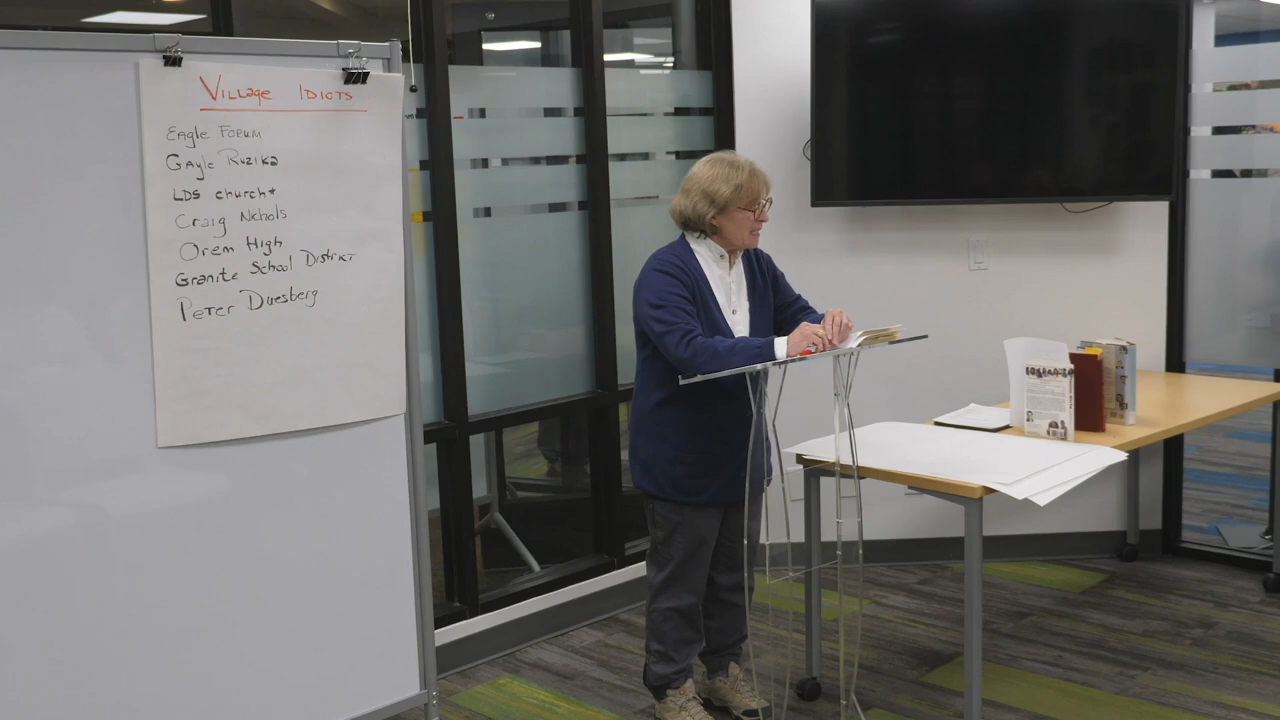 Village Idiots
Eagle Forum
Gayle Ruzika
LDS church
Craig Nichols
Orem High
Granite School District
Peter Duesberg